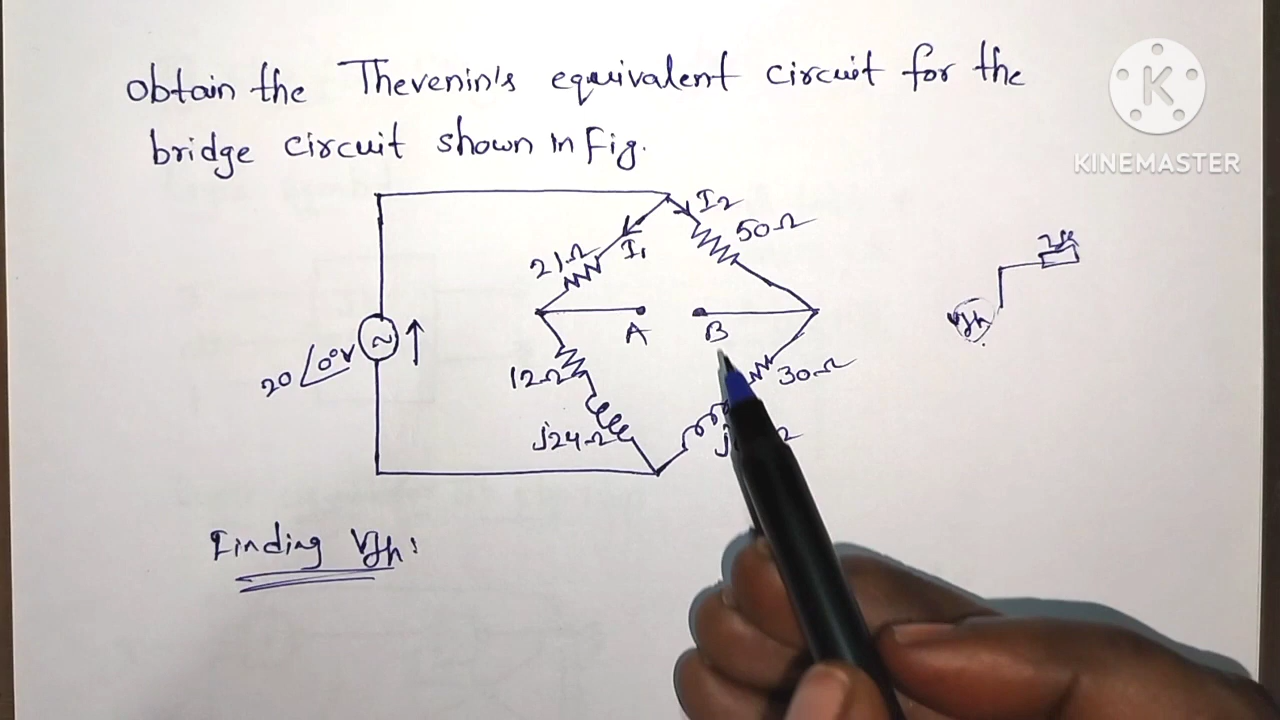 Obtain the Thevenin's equivalent circuit for the
bridge circuit shown in Fig.
K
KINEMASTER
I2
50Ω
21Ω
I1
A
B
20∠0°V
~
12Ω
30Ω
j24Ω
Vth
Finding Vth: